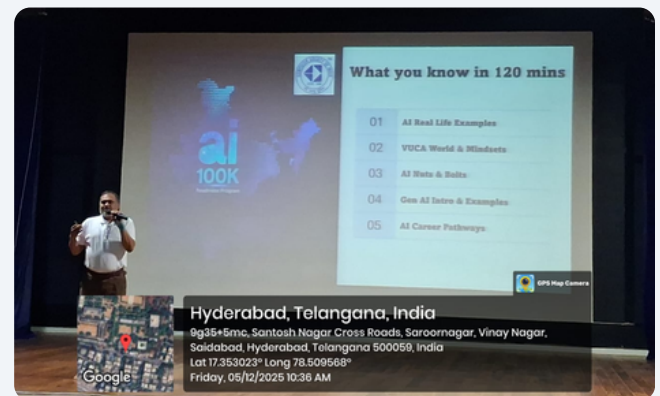 What you know in 120 mins
ai
100K
01 AI Real Life Examples
02 VUCA World & Mindsets
03 AI Nuts & Bolts
04 Gen AI Intro & Examples
05 AI Career Pathways
GPS Map Camera
Hyderabad, Telangana, India
9g35+5mc, Santosh Nagar Cross Roads, Saroornagar, Vinay Nagar,
Saidabad, Hyderabad, Telangana 500059, India
Lat 17.353023° Long 78.509568°
Friday, 05/12/2025 10:36 AM
Google